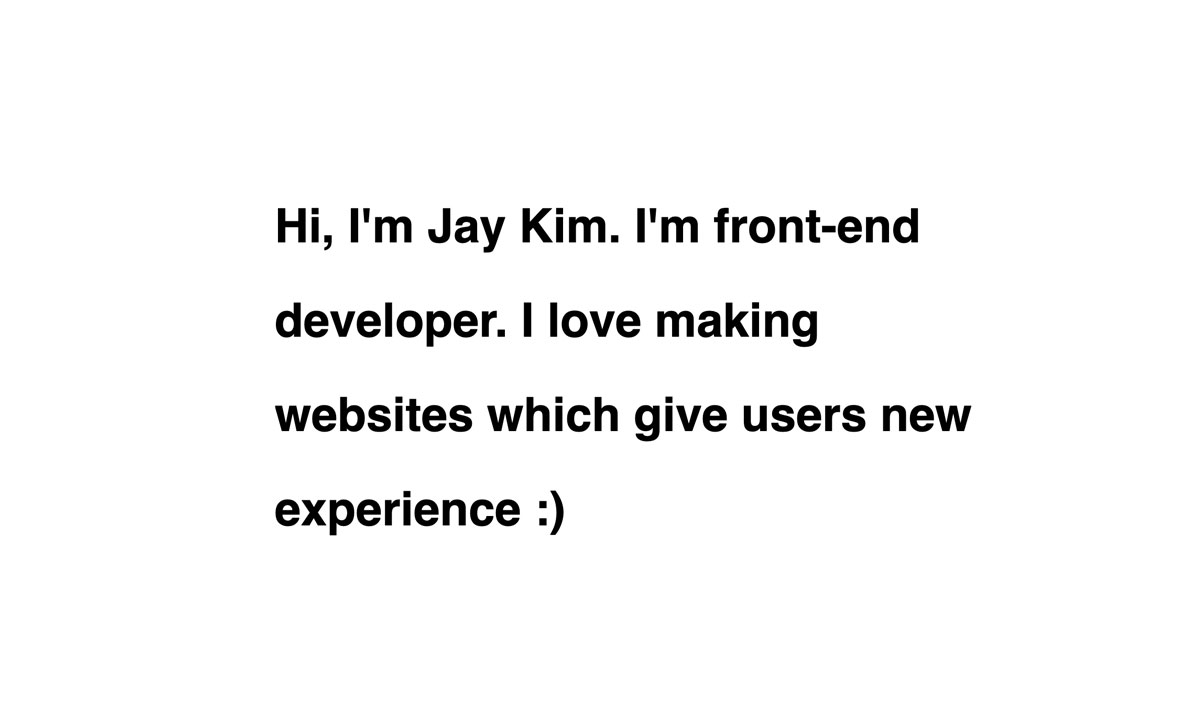 Hi, I'm Jay Kim. I'm front-end
developer. I love making
websites which give users new
experience :)